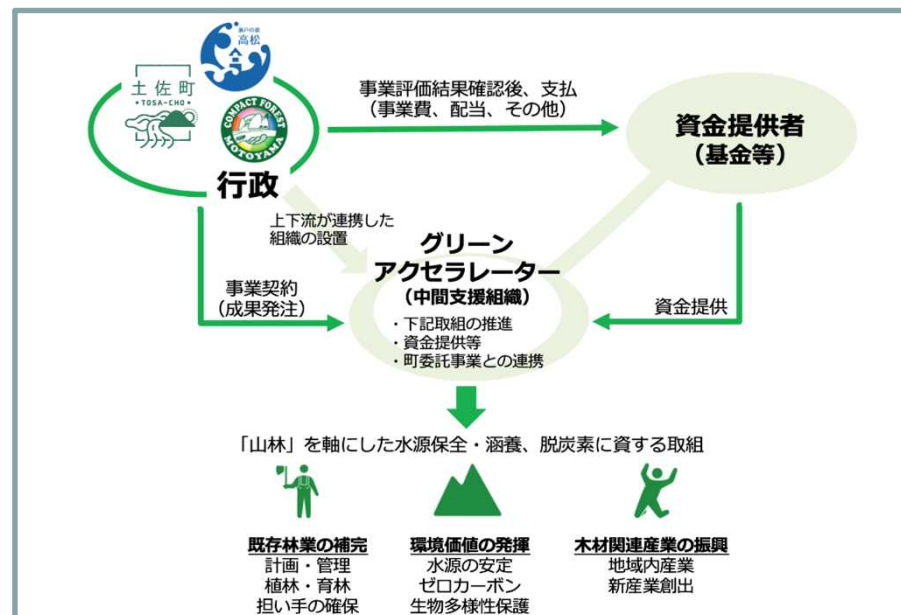 瀬戸の都
高松
土佐町
TOSA-CHO
COMPACT FOREST
MOTOYAMA
行政
事業評価結果確認後、支払
（事業費、配当、その他）
資金提供者
（基金等）
上下流が連携した
組織の設置
グリーン
アクセラレーター
（中間支援組織）
・下記取組の推進
・資金提供等
・町委託事業との連携
事業契約
（成果発注）
資金提供
「山林」を軸にした水源保全・涵養、脱炭素に資する取組
既存林業の補完
計画・管理
植林・育林
担い手の確保
環境価値の発揮
水源の安定
ゼロカーボン
生物多様性保護
木材関連産業の振興
地域内産業
新産業創出